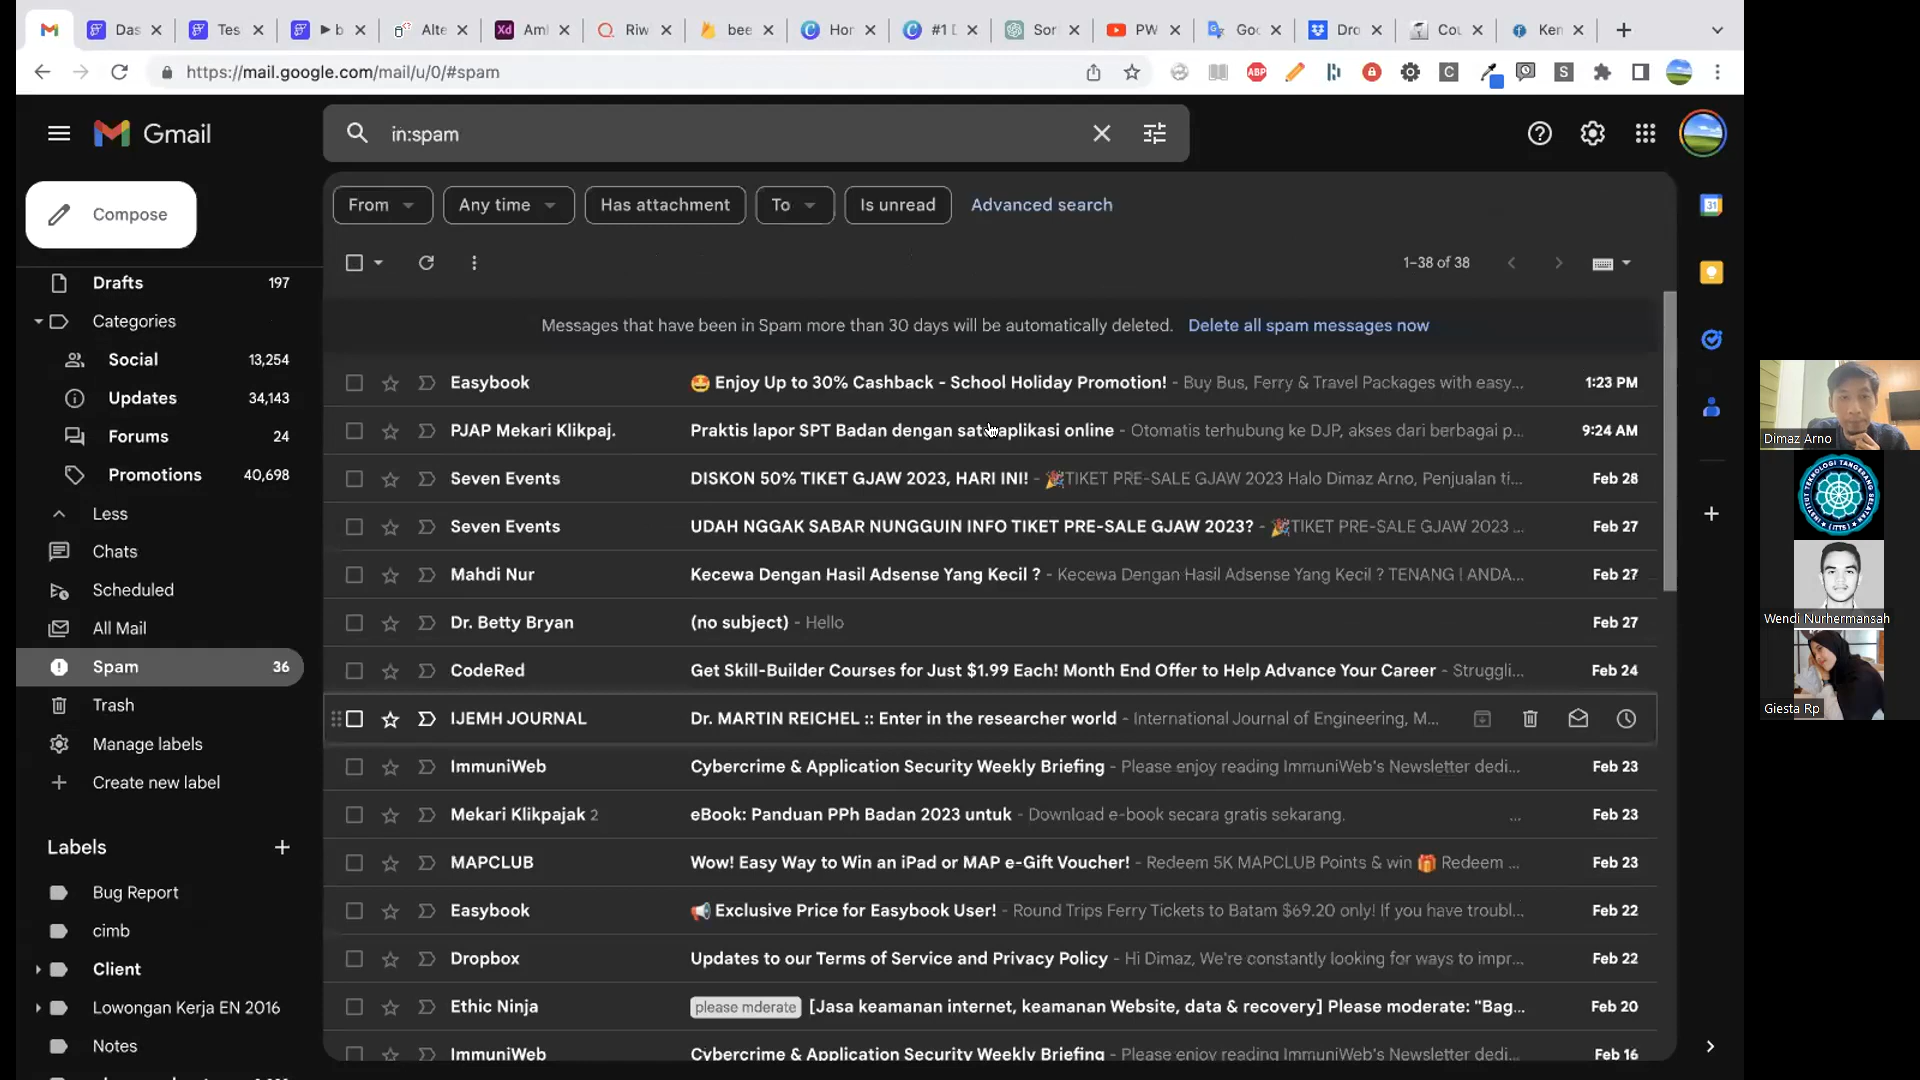 Das
Tes
b
Alte
Aml
Riw
bee
Hor
#1 D
Sor
PW
Goo
Dro
Cou
Ken
https://mail.google.com/mail/u/0/#spam
ABP
C
S
Gmail
in:spam
Compose
From
Any time
Has attachment
To
Is unread
Advanced search
1–38 of 38
Messages that have been in Spam more than 30 days will be automatically deleted. Delete all spam messages now
Drafts 197
Categories
Social 13,254
Updates 34,143
Forums 24
Promotions 40,698
Less
Chats
Scheduled
All Mail
Spam 36
Trash
Manage labels
Create new label
Labels
Bug Report
cimb
Client
Lowongan Kerja EN 2016
Notes
Easybook 🤩 Enjoy Up to 30% Cashback - School Holiday Promotion! - Buy Bus, Ferry & Travel Packages with easy... 1:23 PM
PJAP Mekari Klikpaj. Praktis lapor SPT Badan dengan satu aplikasi online - Otomatis terhubung ke DJP, akses dari berbagai p... 9:24 AM
Seven Events DISKON 50% TIKET GJAW 2023, HARI INI! - 🎉TIKET PRE-SALE GJAW 2023 Halo Dimaz Arno, Penjualan ti... Feb 28
Seven Events UDAH NGGAK SABAR NUNGGUIN INFO TIKET PRE-SALE GJAW 2023? - 🎉TIKET PRE-SALE GJAW 2023 ... Feb 27
Mahdi Nur Kecewa Dengan Hasil Adsense Yang Kecil ? - Kecewa Dengan Hasil Adsense Yang Kecil ? TENANG | ANDA... Feb 27
Dr. Betty Bryan (no subject) - Hello Feb 27
CodeRed Get Skill-Builder Courses for Just $1.99 Each! Month End Offer to Help Advance Your Career - Struggli... Feb 24
IJEMH JOURNAL Dr. MARTIN REICHEL :: Enter in the researcher world - International Journal of Engineering, M...
ImmuniWeb Cybercrime & Application Security Weekly Briefing - Please enjoy reading ImmuniWeb's Newsletter dedi... Feb 23
Mekari Klikpajak 2 eBook: Panduan PPh Badan 2023 untuk - Download e-book secara gratis sekarang. ... Feb 23
MAPCLUB Wow! Easy Way to Win an iPad or MAP e-Gift Voucher! - Redeem 5K MAPCLUB Points & win 🎁 Redeem ... Feb 23
Easybook 📢 Exclusive Price for Easybook User! - Round Trips Ferry Tickets to Batam $69.20 only! If you have troubl... Feb 22
Dropbox Updates to our Terms of Service and Privacy Policy - Hi Dimaz, We're constantly looking for ways to impr... Feb 22
Ethic Ninja please mderate [Jasa keamanan internet, keamanan Website, data & recovery] Please moderate: "Bag... Feb 20
ImmuniWeb Cybercrime & Application Security Weekly Briefing - Please enjoy reading ImmuniWeb's Newsletter dedi... Feb 16
31
Dimaz Arno
INSTITUT TEKNOLOGI TANGERANG SELATAN
(ITTS)
Wendi Nurhermansah
Giesta Rp